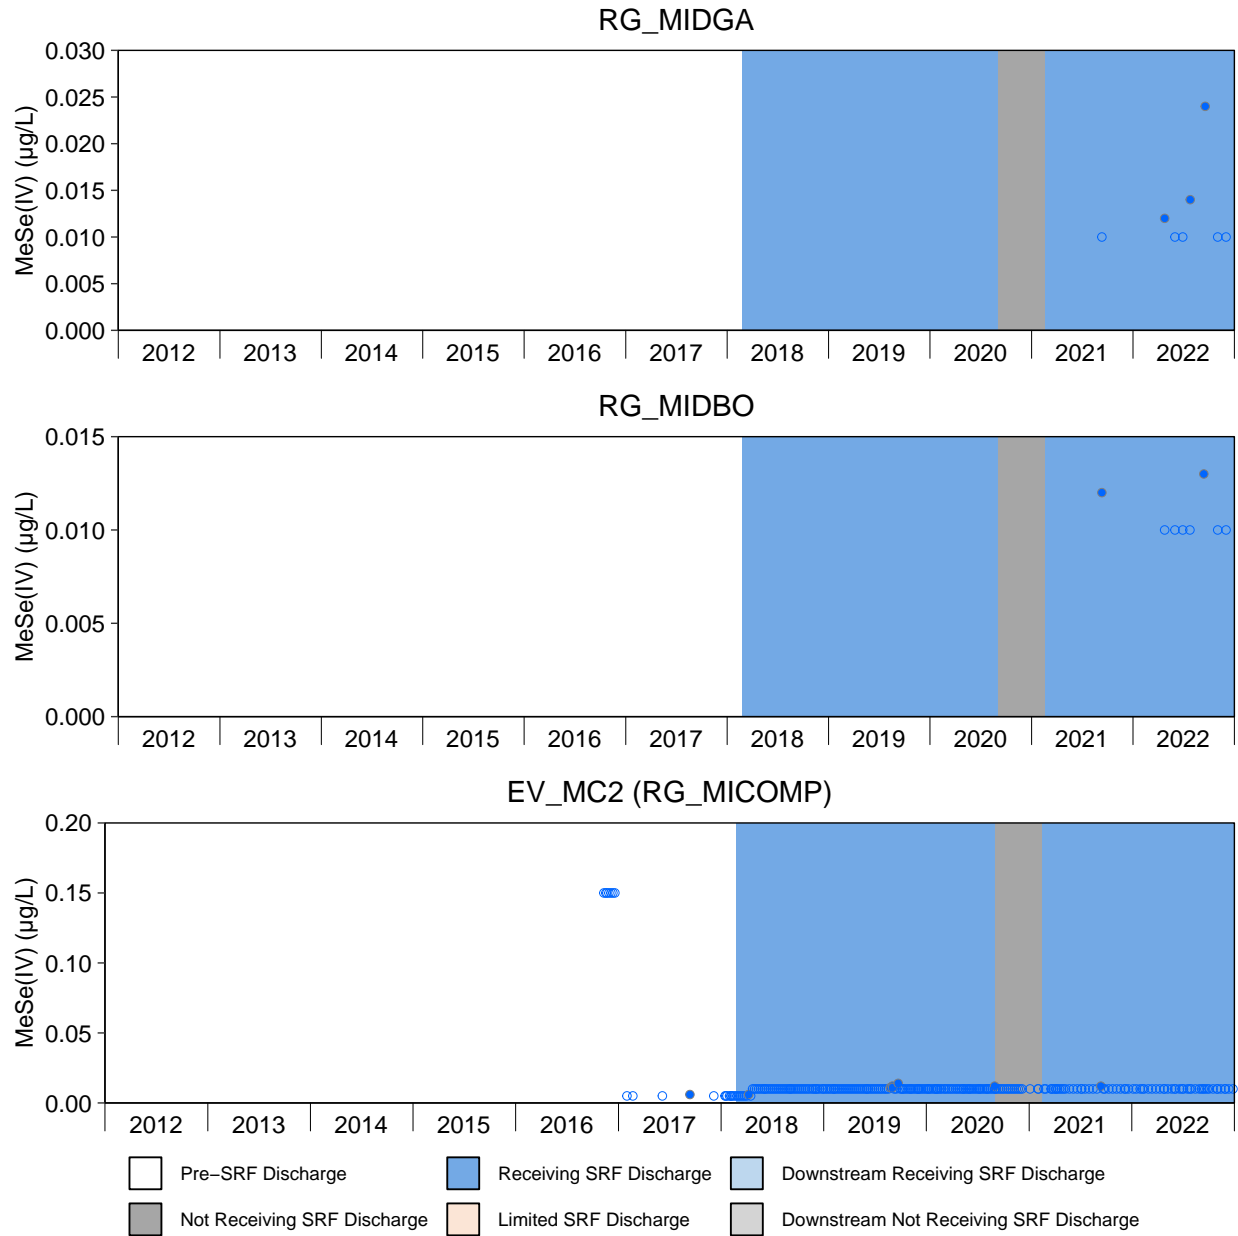 RG_MIDGA
MeSe(IV) (µg/L)
0.030
0.025
0.020
0.015
0.010
0.005
0.000
2012 2013 2014 2015 2016 2017 2018 2019 2020 2021 2022
RG_MIDBO
MeSe(IV) (µg/L)
0.015
0.010
0.005
0.000
2012 2013 2014 2015 2016 2017 2018 2019 2020 2021 2022
EV_MC2 (RG_MICOMP)
MeSe(IV) (µg/L)
0.20
0.15
0.10
0.05
0.00
2012 2013 2014 2015 2016 2017 2018 2019 2020 2021 2022
Pre−SRF Discharge Receiving SRF Discharge Downstream Receiving SRF Discharge
Not Receiving SRF Discharge Limited SRF Discharge Downstream Not Receiving SRF Discharge